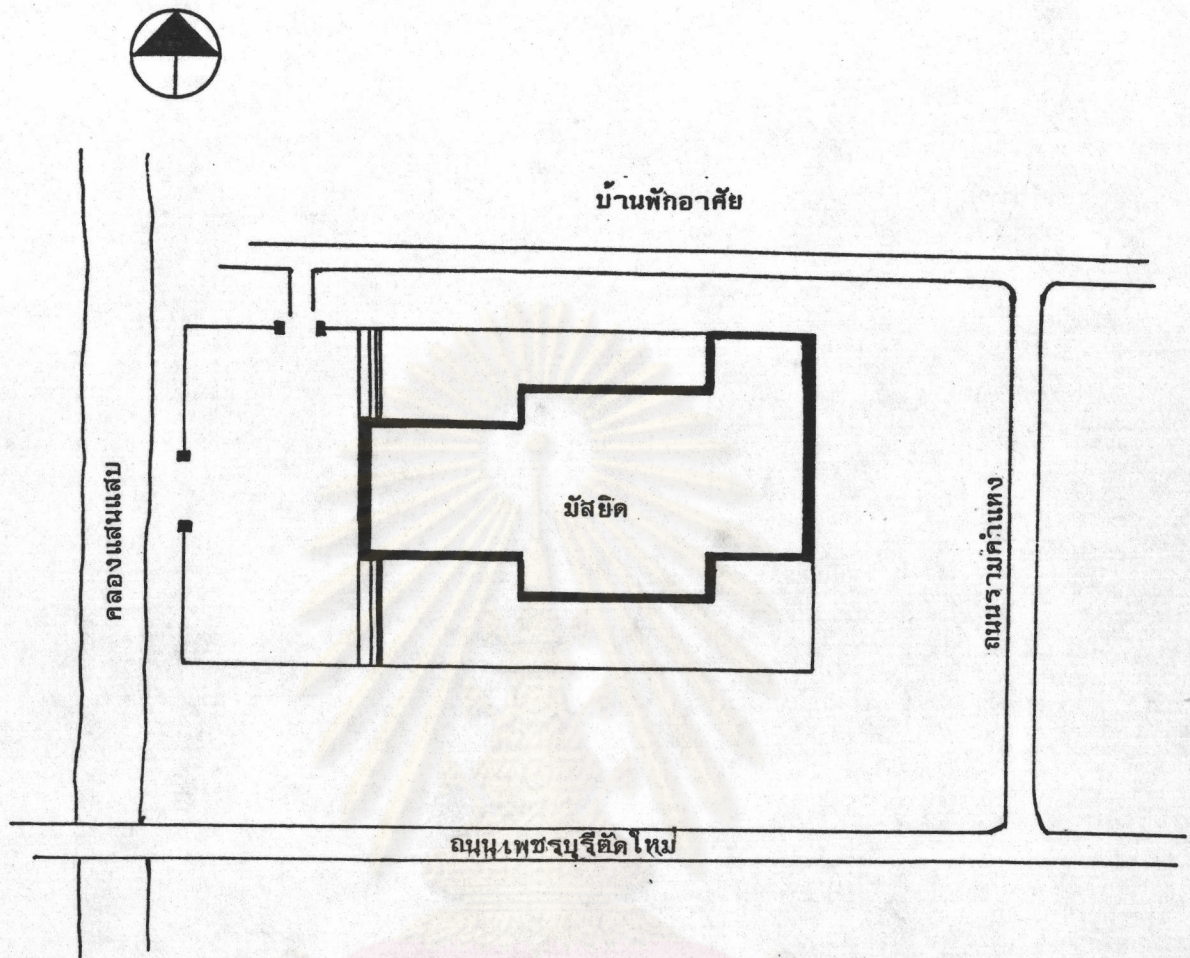 บ้านพักอาศัย
คลองแสนแสบ
มัสยิด
ถนนรามคำแหง
ถนนเพชรบุรีตัดใหม่